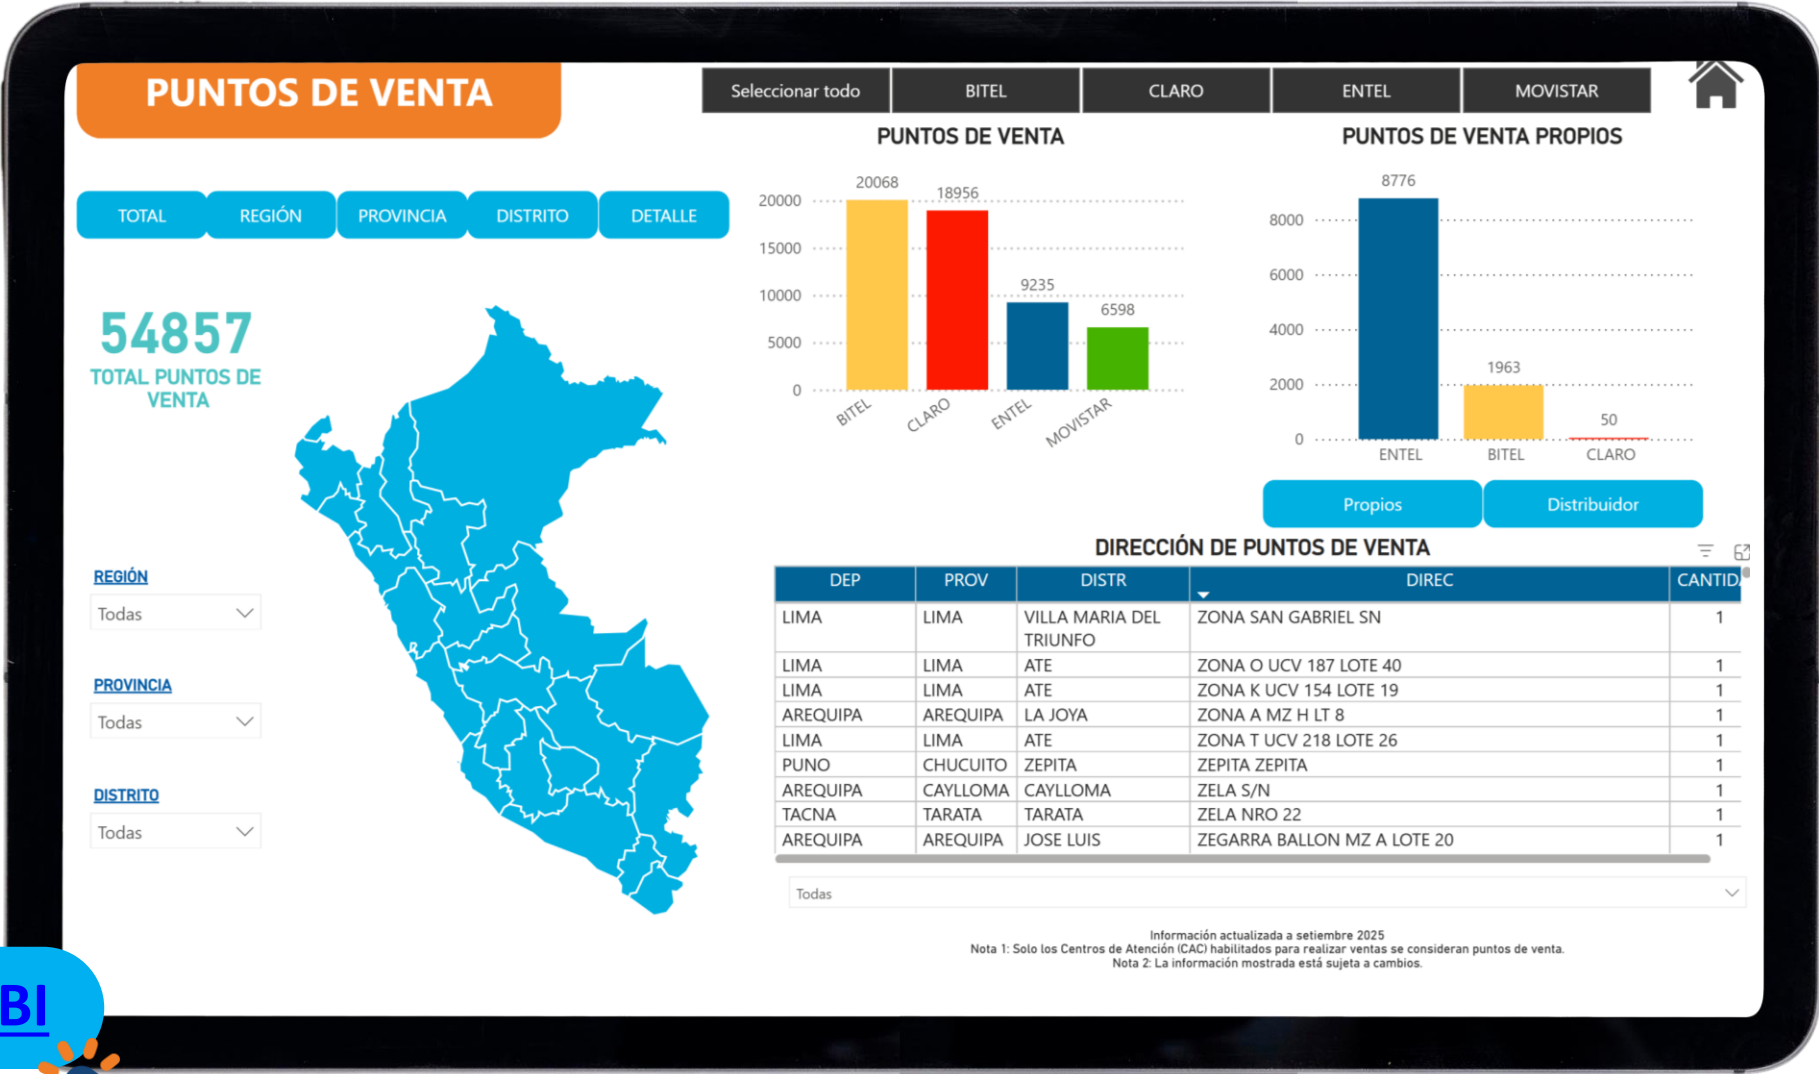 PUNTOS DE VENTA
Seleccionar todo
BITEL
CLARO
ENTEL
MOVISTAR
TOTAL
REGIÓN
PROVINCIA
DISTRITO
DETALLE
54857
TOTAL PUNTOS DE
VENTA
REGIÓN
Todas
PROVINCIA
Todas
DISTRITO
Todas
PUNTOS DE VENTA
20000
15000
10000
5000
0
20068
18956
9235
6598
BITEL
CLARO
ENTEL
MOVISTAR
PUNTOS DE VENTA PROPIOS
8000
6000
4000
2000
0
8776
1963
50
ENTEL
BITEL
CLARO
Propios
Distribuidor
DIRECCIÓN DE PUNTOS DE VENTA
DEP PROV DISTR DIREC CANTIDA
LIMA LIMA VILLA MARIA DEL ZONA SAN GABRIEL SN 1
TRIUNFO
LIMA LIMA ATE ZONA O UCV 187 LOTE 40 1
LIMA LIMA ATE ZONA K UCV 154 LOTE 19 1
AREQUIPA AREQUIPA LA JOYA ZONA A MZ H LT 8 1
LIMA LIMA ATE ZONA T UCV 218 LOTE 26 1
PUNO CHUCUITO ZEPITA ZEPITA ZEPITA 1
AREQUIPA CAYLLOMA CAYLLOMA ZELA S/N 1
TACNA TARATA TARATA ZELA NRO 22 1
AREQUIPA AREQUIPA JOSE LUIS ZEGARRA BALLON MZ A LOTE 20 1
Todas
Información actualizada a setiembre 2025
Nota 1: Solo los Centros de Atención (CAC) habilitados para realizar ventas se consideran puntos de venta.
Nota 2: La información mostrada está sujeta a cambios.
BI